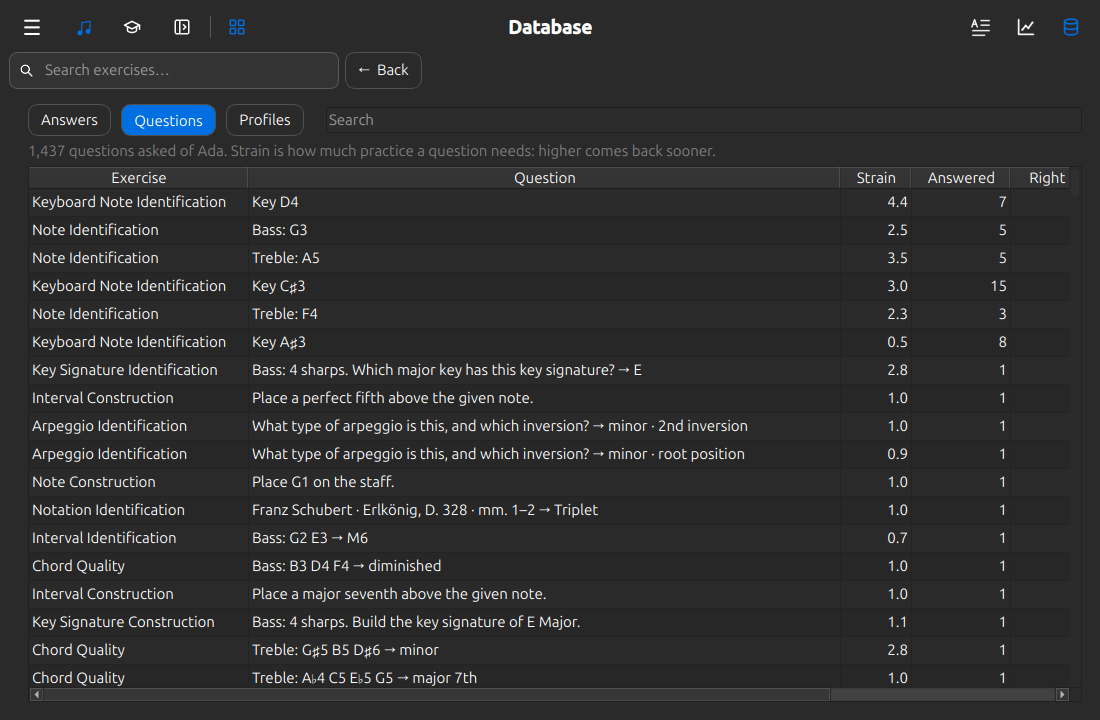 Database
Search exercises…
← Back
Answers Questions Profiles Search
1,437 questions asked of Ada. Strain is how much practice a question needs: higher comes back sooner.
Exercise Question Strain Answered Right
Keyboard Note Identification Key D4 4.4 7
Note Identification Bass: G3 2.5 5
Note Identification Treble: A5 3.5 5
Keyboard Note Identification Key C♯3 3.0 15
Note Identification Treble: F4 2.3 3
Keyboard Note Identification Key A♯3 0.5 8
Key Signature Identification Bass: 4 sharps. Which major key has this key signature? → E 2.8 1
Interval Construction Place a perfect fifth above the given note. 1.0 1
Arpeggio Identification What type of arpeggio is this, and which inversion? → minor · 2nd inversion 1.0 1
Arpeggio Identification What type of arpeggio is this, and which inversion? → minor · root position 0.9 1
Note Construction Place G1 on the staff. 1.0 1
Notation Identification Franz Schubert · Erlkönig, D. 328 · mm. 1–2 → Triplet 1.0 1
Interval Identification Bass: G2 E3 → M6 0.7 1
Chord Quality Bass: B3 D4 F4 → diminished 1.0 1
Interval Construction Place a major seventh above the given note. 1.0 1
Key Signature Construction Bass: 4 sharps. Build the key signature of E Major. 1.1 1
Chord Quality Treble: G♯5 B5 D♯6 → minor 2.8 1
Chord Quality Treble: A♭4 C5 E♭5 G5 → major 7th 1.0 1